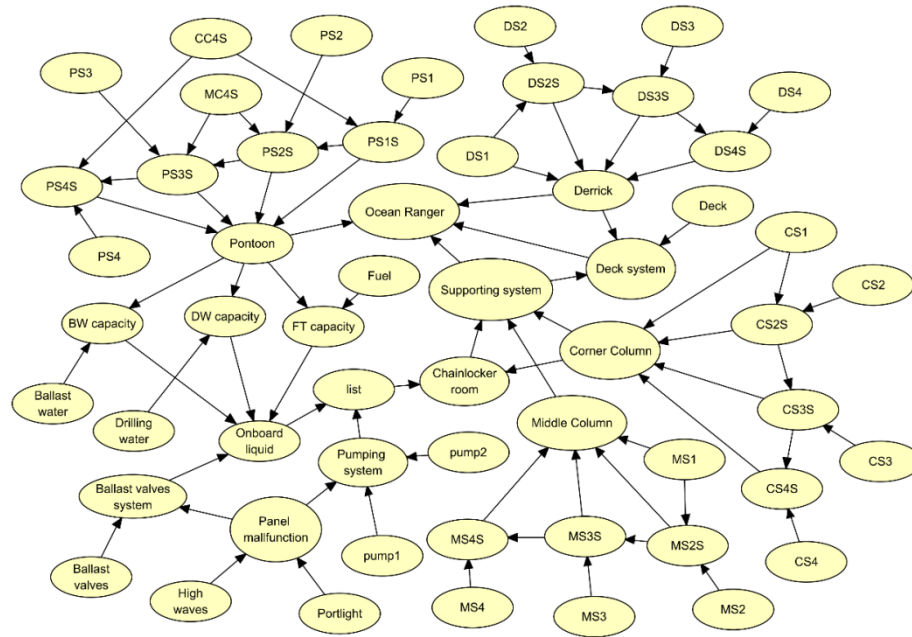 DS2
DS3
CC4S
PS2
PS3
PS1
DS2S
DS3S
DS4
MC4S
PS1S
DS1
DS4S
PS2S
PS3S
PS4S
Derrick
Deck
Ocean Ranger
CS1
Pontoon
PS4
Deck system
Fuel
CS2
Supporting system
BW capacity
DW capacity
FT capacity
CS2S
Corner Column
Chainlocker
room
list
Ballast
water
Drilling
water
CS3S
Middle Column
Onboard
liquid
Pumping
system
pump2
MS1
CS3
Ballast valves
system
CS4S
Panel
mallfunction
MS4S
MS3S
MS2S
pump1
CS4
Ballast
valves
High
waves
Portlight
MS4
MS3
MS2